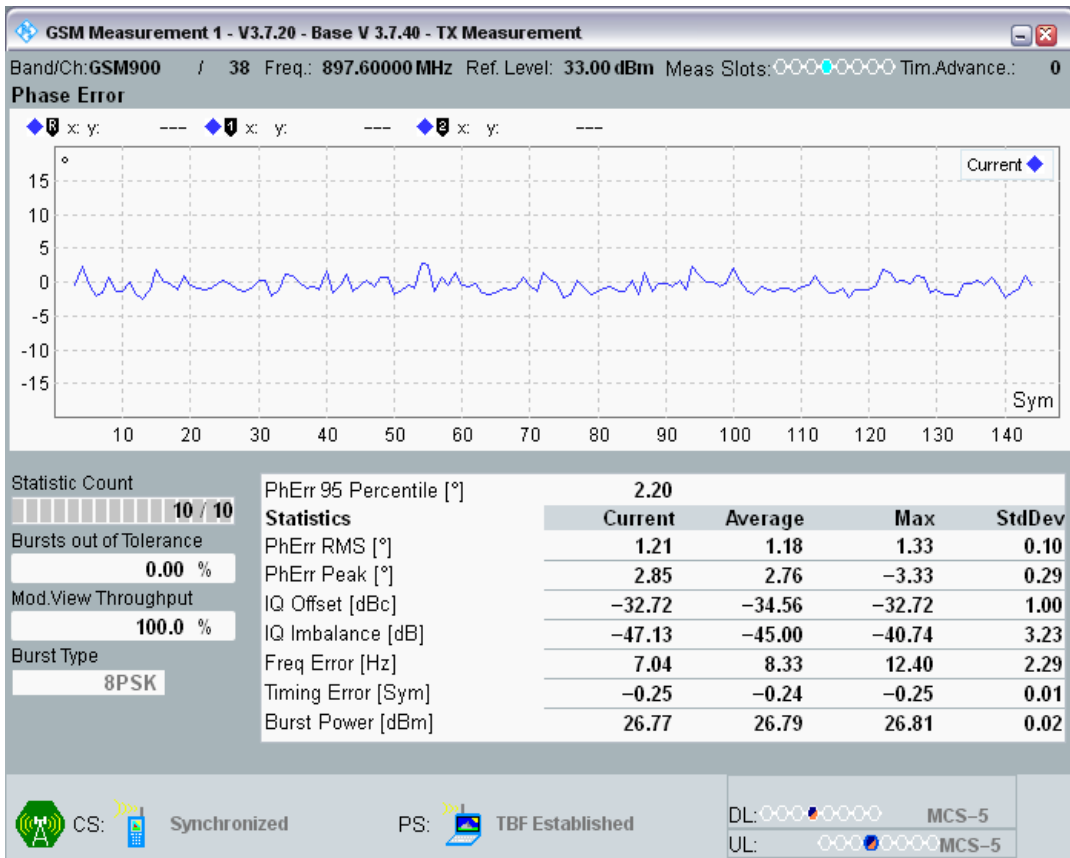 GSM Measurement 1 - V3.7.20 - Base V 3.7.40 - TX Measurement
Band/Ch:GSM900 / 38 Freq.: 897.60000 MHz Ref. Level: 33.00 dBm Meas Slots: Tim.Advance.: 0
Phase Error
R x: y: --- 1 x: y: --- 2 x: y: ---
°
Current
15
10
5
0
-5
-10
-15
Sym
10 20 30 40 50 60 70 80 90 100 110 120 130 140
Statistic Count
10 / 10
Bursts out of Tolerance
0.00 %
Mod.View Throughput
100.0 %
Burst Type
8PSK
PhErr 95 Percentile [°] 2.20
Statistics Current Average Max StdDev
PhErr RMS [°] 1.21 1.18 1.33 0.10
PhErr Peak [°] 2.85 2.76 −3.33 0.29
IQ Offset [dBc] −32.72 −34.56 −32.72 1.00
IQ Imbalance [dB] −47.13 −45.00 −40.74 3.23
Freq Error [Hz] 7.04 8.33 12.40 2.29
Timing Error [Sym] −0.25 −0.24 −0.25 0.01
Burst Power [dBm] 26.77 26.79 26.81 0.02
CS: Synchronized PS: TBF Established
DL: MCS−5
UL: MCS−5